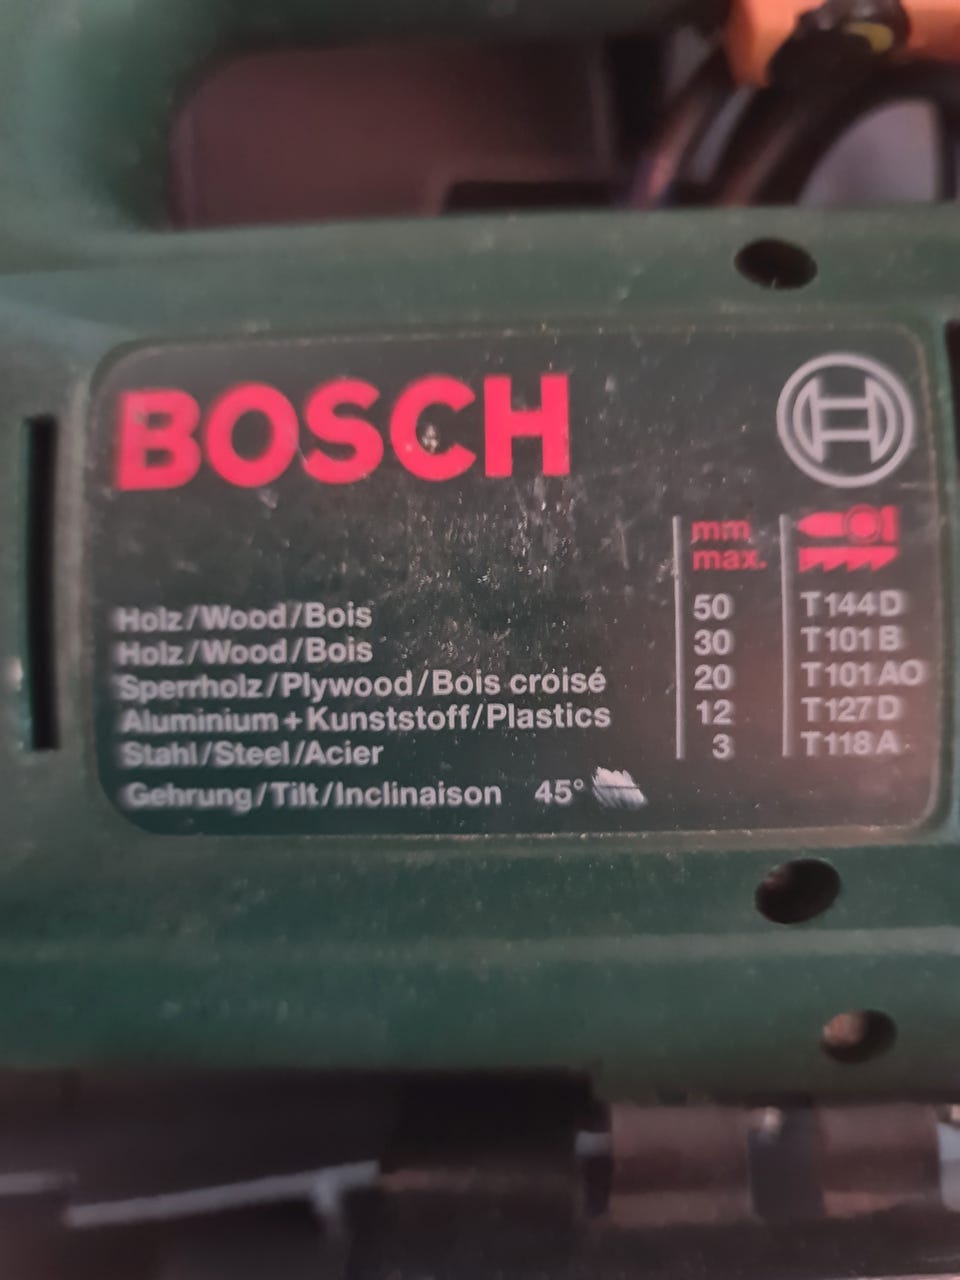 BOSCH
mm
max.
Holz/Wood/Bois 50 T144D
Holz/Wood/Bois 30 T101B
Sperrholz/Plywood/Bois croisé 20 T101AO
Aluminium+Kunststoff/Plastics 12 T127D
Stahl/Steel/Acier 3 T118A
Gehrung/Tilt/Inclinaison 45°